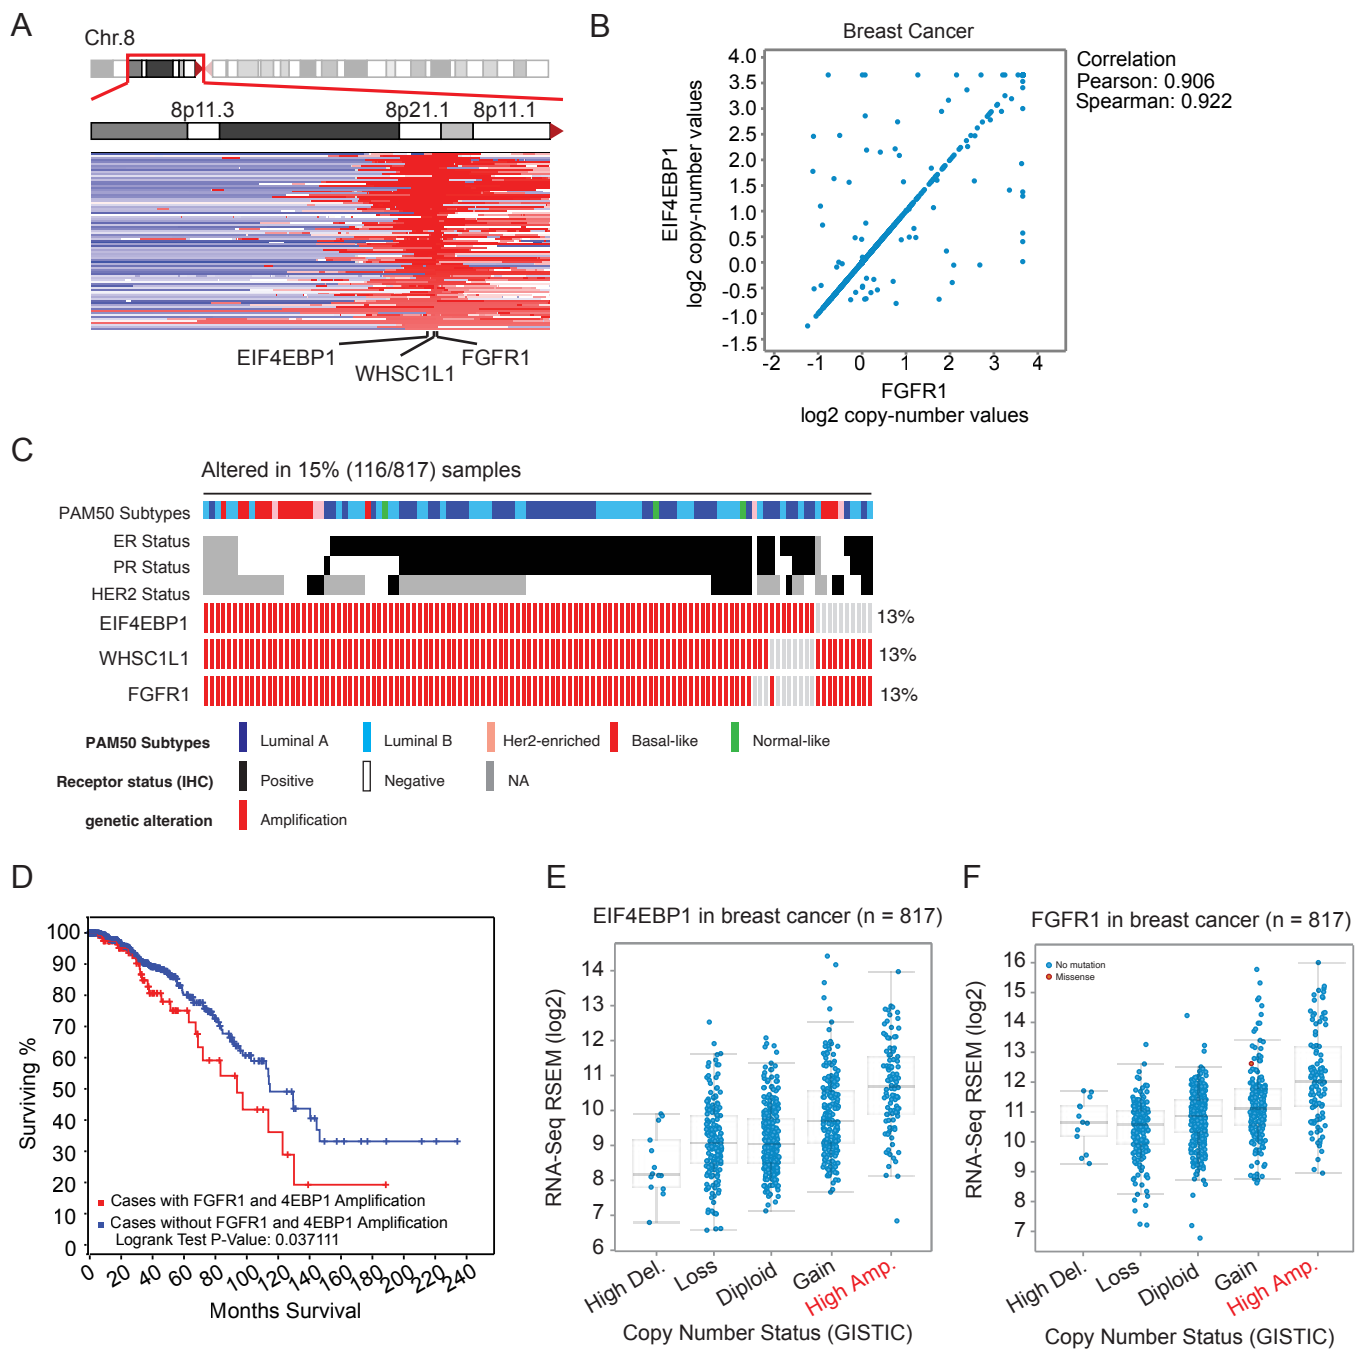 A
Chr.8
8p11.3
8p21.1
8p11.1
EIF4EBP1
WHSC1L1
FGFR1
B
Breast Cancer
Correlation
Pearson: 0.906
Spearman: 0.922
EIF4EBP1
log2 copy-number values
4.0
3.5
3.0
2.5
2.0
1.5
1.0
0.5
0.0
-0.5
-1.0
-1.5
-2 -1 0 1 2 3 4
FGFR1
log2 copy-number values
C
Altered in 15% (116/817) samples
PAM50 Subtypes
ER Status
PR Status
HER2 Status
EIF4EBP1 13%
WHSC1L1 13%
FGFR1 13%
PAM50 Subtypes Luminal A Luminal B Her2-enriched Basal-like Normal-like
Receptor status (IHC) Positive Negative NA
genetic alteration Amplification
D
Surviving %
100
90
80
70
60
50
40
30
20
10
0
Cases with FGFR1 and 4EBP1 Amplification
Cases without FGFR1 and 4EBP1 Amplification
Logrank Test P-Value: 0.037111
0 20 40 60 80 100 120 140 160 180 200 220 240
Months Survival
E
EIF4EBP1 in breast cancer (n = 817)
RNA-Seq RSEM (log2)
14
13
12
11
10
9
8
7
6
High Del. Loss Diploid Gain High Amp.
Copy Number Status (GISTIC)
F
FGFR1 in breast cancer (n = 817)
RNA-Seq RSEM (log2)
No mutation
Missense
16
15
14
13
12
11
10
9
8
7
High Del. Loss Diploid Gain High Amp.
Copy Number Status (GISTIC)